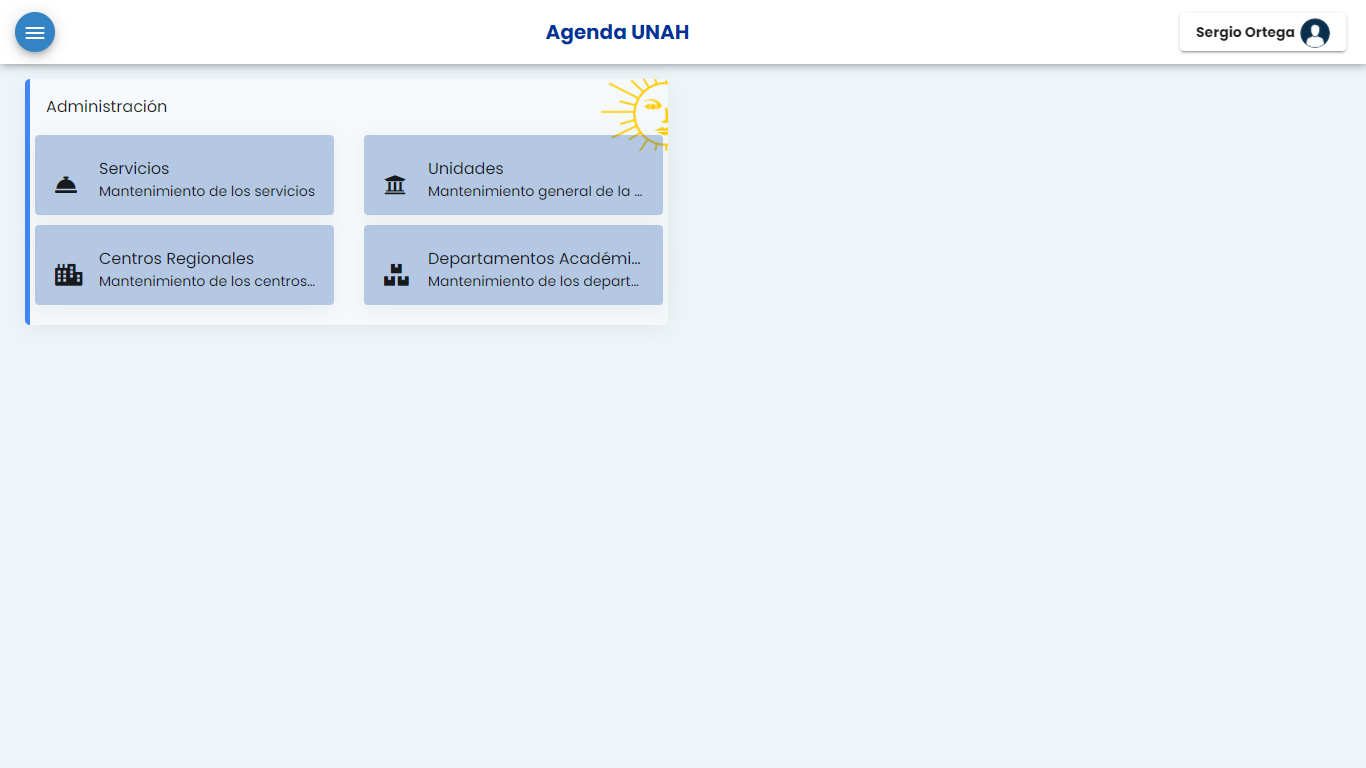 Agenda UNAH
Sergio Ortega
Administración
Servicios
Mantenimiento de los servicios
Unidades
Mantenimiento general de la ...
Centros Regionales
Mantenimiento de los centros...
Departamentos Académi...
Mantenimiento de los depart...